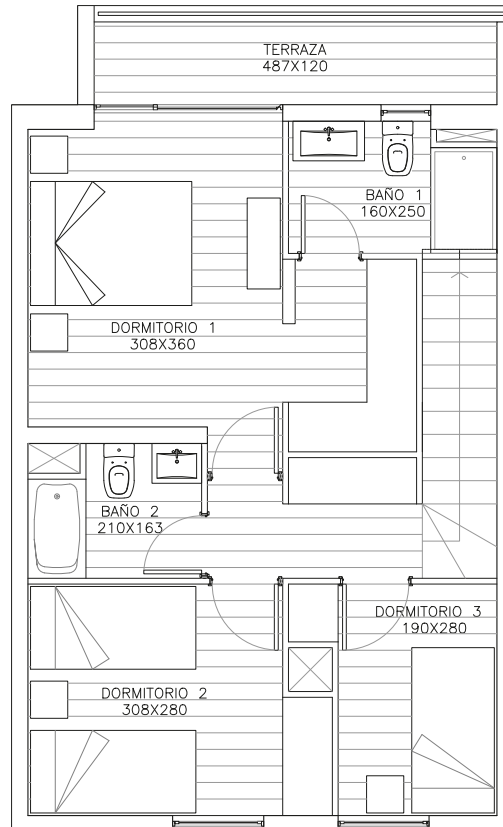 TERRAZA
487X120
BAÑO 1
160X250
DORMITORIO 1
308X360
BAÑO 2
210X163
DORMITORIO 3
190X280
DORMITORIO 2
308X280